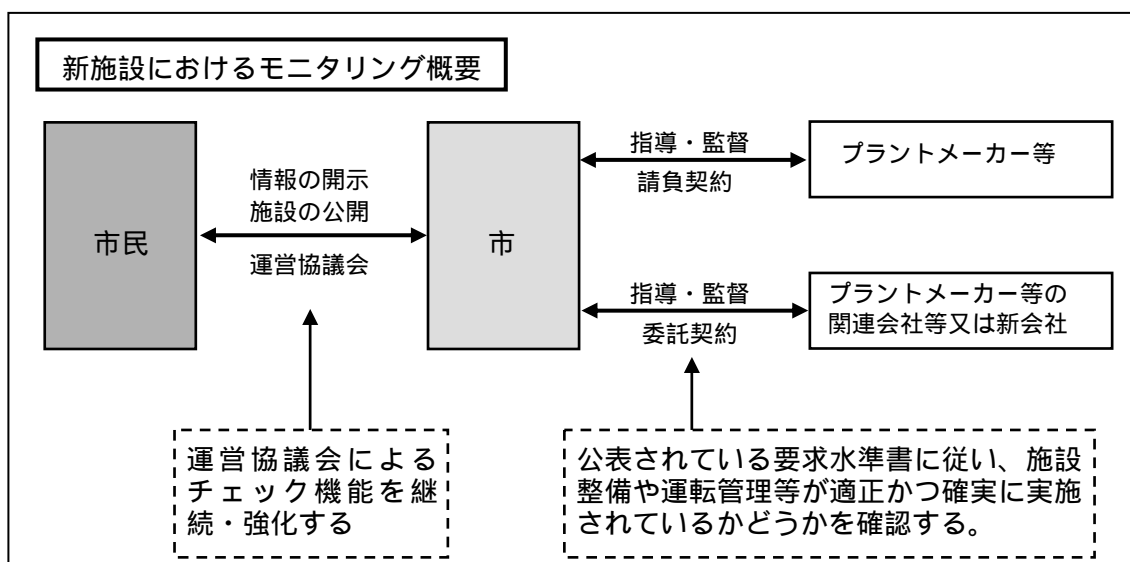 新施設におけるモニタリング概要
市民
情報の開示
施設の公開
運営協議会
市
指導・監督
請負契約
プラントメーカー等
指導・監督
委託契約
プラントメーカー等の
関連会社等又は新会社
運営協議会による
チェック機能を継
続・強化する
公表されている要求水準書に従い、施設
整備や運転管理等が適正かつ確実に実施
されているかどうかを確認する。